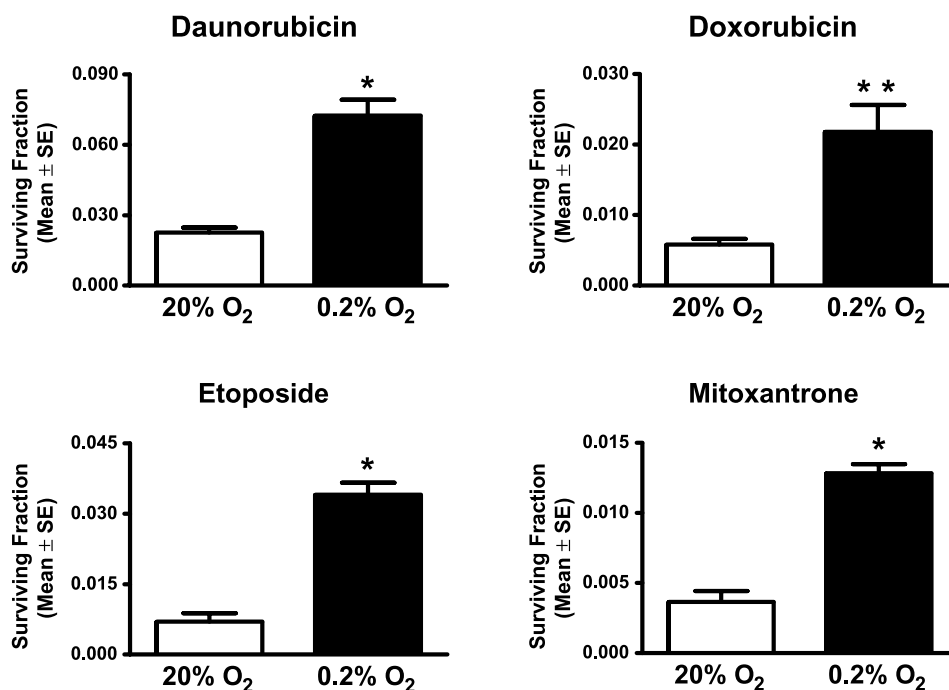 Daunorubicin
Surviving Fraction
(Mean ± SE)
0.090
0.060
0.030
0.000
*
20% O₂
0.2% O₂
Doxorubicin
Surviving Fraction
(Mean ± SE)
0.030
0.020
0.010
0.000
* *
20% O₂
0.2% O₂
Etoposide
Surviving Fraction
(Mean ± SE)
0.045
0.030
0.015
0.000
*
20% O₂
0.2% O₂
Mitoxantrone
Surviving Fraction
(Mean ± SE)
0.015
0.010
0.005
0.000
*
20% O₂
0.2% O₂